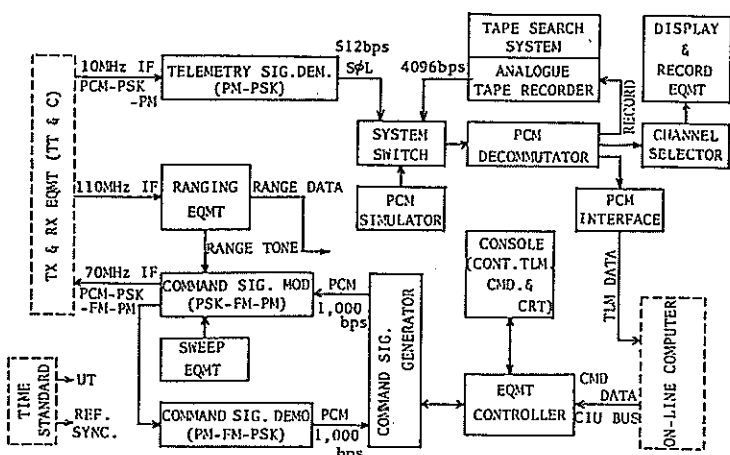 512bps
SφL
10MHz IF
PCM-PSK
-PM
TELEMETRY SIG.DEM.
(PM-PSK)
4096bps
TAPE SEARCH
SYSTEM
ANALOGUE
TAPE RECORDER
DISPLAY
&
RECORD
EQMT
RECORD
SYSTEM
SWITCH
PCM
DECOMMUTATOR
CHANNEL
SELECTOR
PCM
SIMULATOR
PCM
INTERFACE
TX & RX EQMT (TT & C)
110MHz IF
RANGING
EQMT
RANGE DATA
RANGE TONE
70MHz IF
PCM-PSK
-FM-PM
COMMAND SIG. MOD
(PSK-FM-PM)
PCM
1,000
bps
SWEEP
EQMT
COMMAND SIG.
GENERATOR
CONSOLE
(CONT.TLM.
CMD.&
CRT)
TLM DATA
TIME
STANDARD
UT
REF.
SYNC.
COMMAND SIG. DEMO
(PM-FM-PSK)
PCM
1,000
bps
EQMT
CONTROLLER
CMD
DATA
CIU BUS
ON-LINE COMPUTER